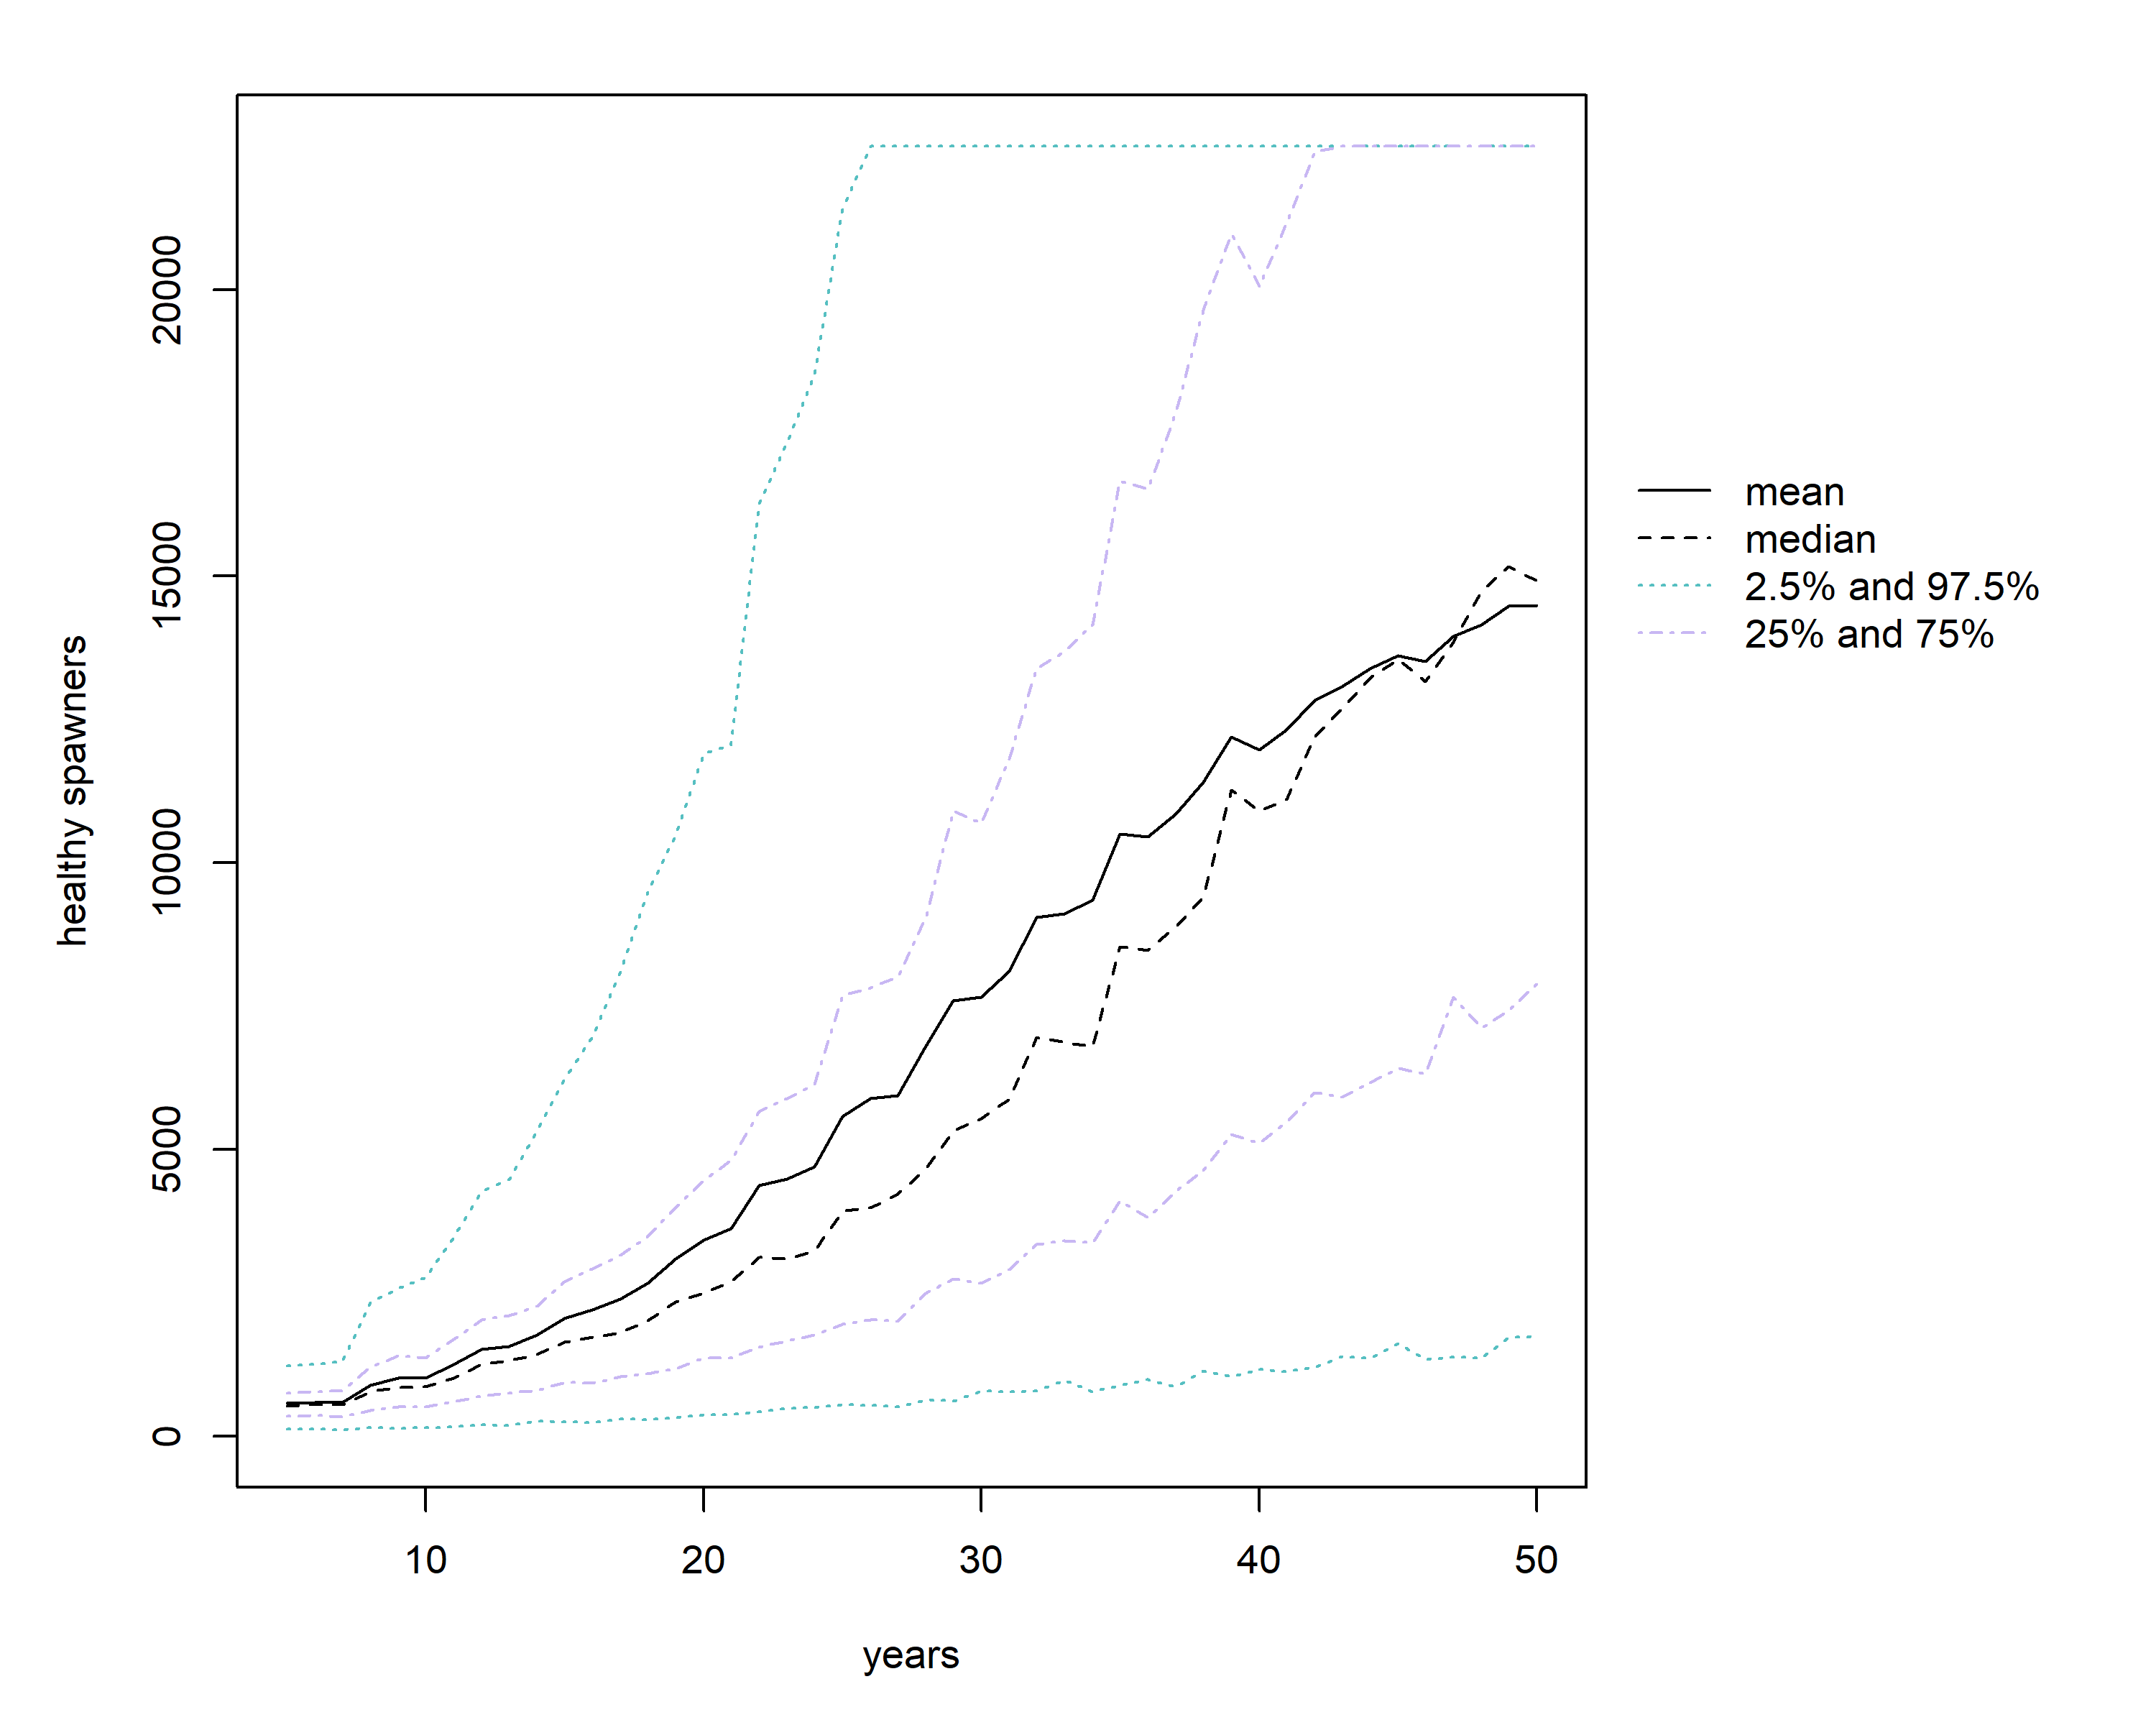 20000
15000
10000
5000
0
healthy spawners
10 20 30 40 50
years
mean
median
2.5% and 97.5%
25% and 75%